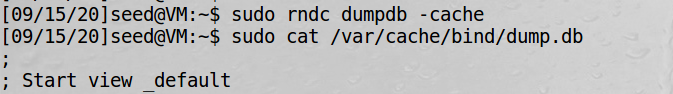 [09/15/20]seed@VM:~$ sudo rndc dumpdb -cache
[09/15/20]seed@VM:~$ sudo cat /var/cache/bind/dump.db
;
; Start view _default